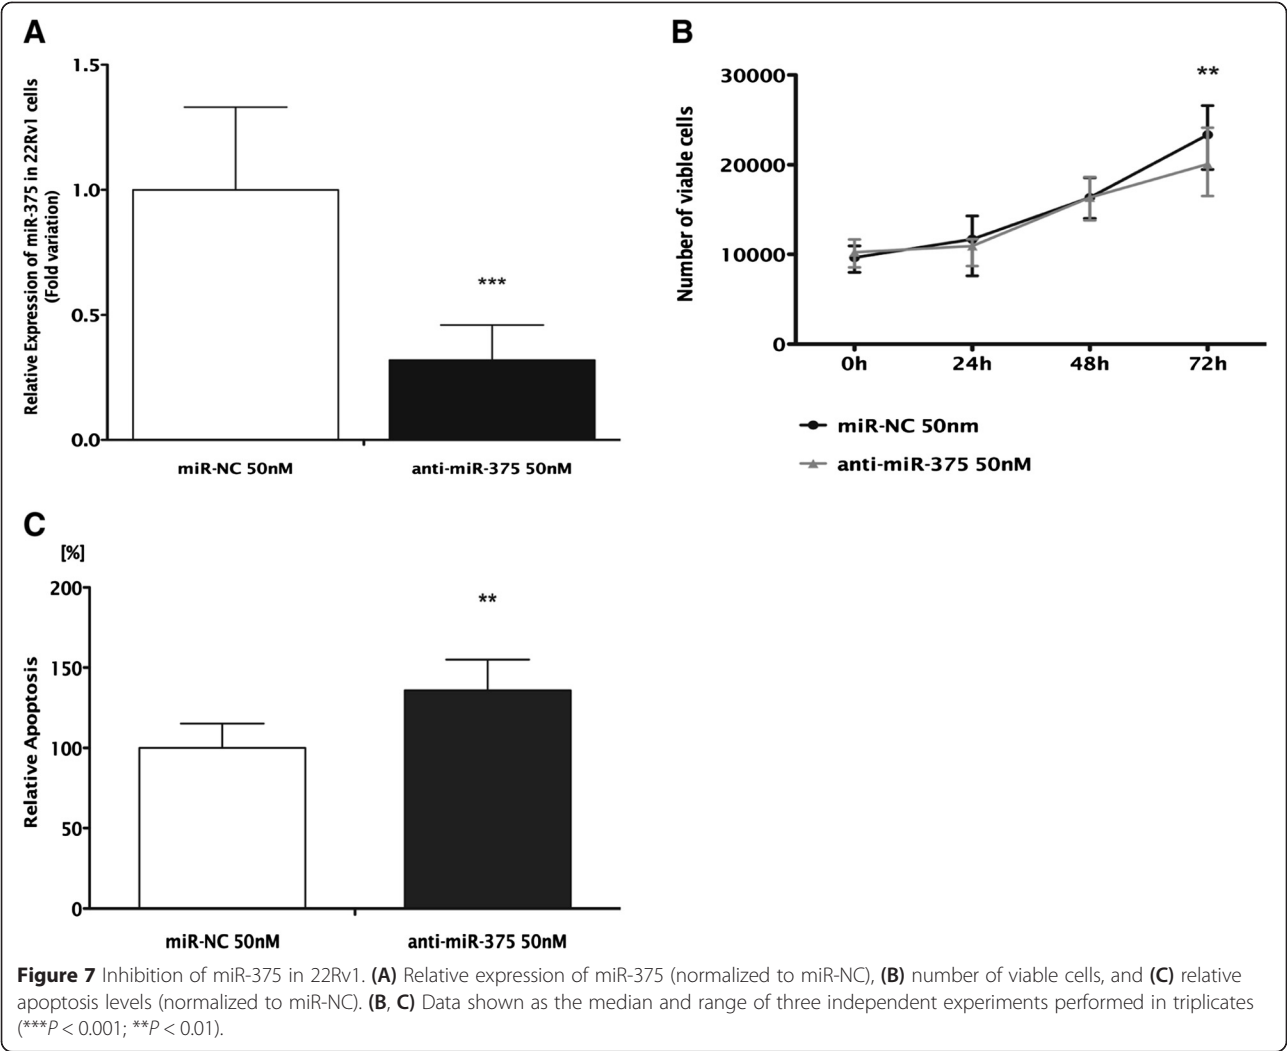 A
Relative Expression of miR-375 in 22Rv1 cells
(Fold variation)
1.5
1.0
0.5
0.0
***
miR-NC 50nM
anti-miR-375 50nM
B
Number of viable cells
30000
20000
10000
0
**
0h
24h
48h
72h
miR-NC 50nm
anti-miR-375 50nM
C
[%]
Relative Apoptosis
200
150
100
50
0
**
miR-NC 50nM
anti-miR-375 50nM
Figure 7 Inhibition of miR-375 in 22Rv1. (A) Relative expression of miR-375 (normalized to miR-NC), (B) number of viable cells, and (C) relative
apoptosis levels (normalized to miR-NC). (B, C) Data shown as the median and range of three independent experiments performed in triplicates
(***P < 0.001; **P < 0.01).